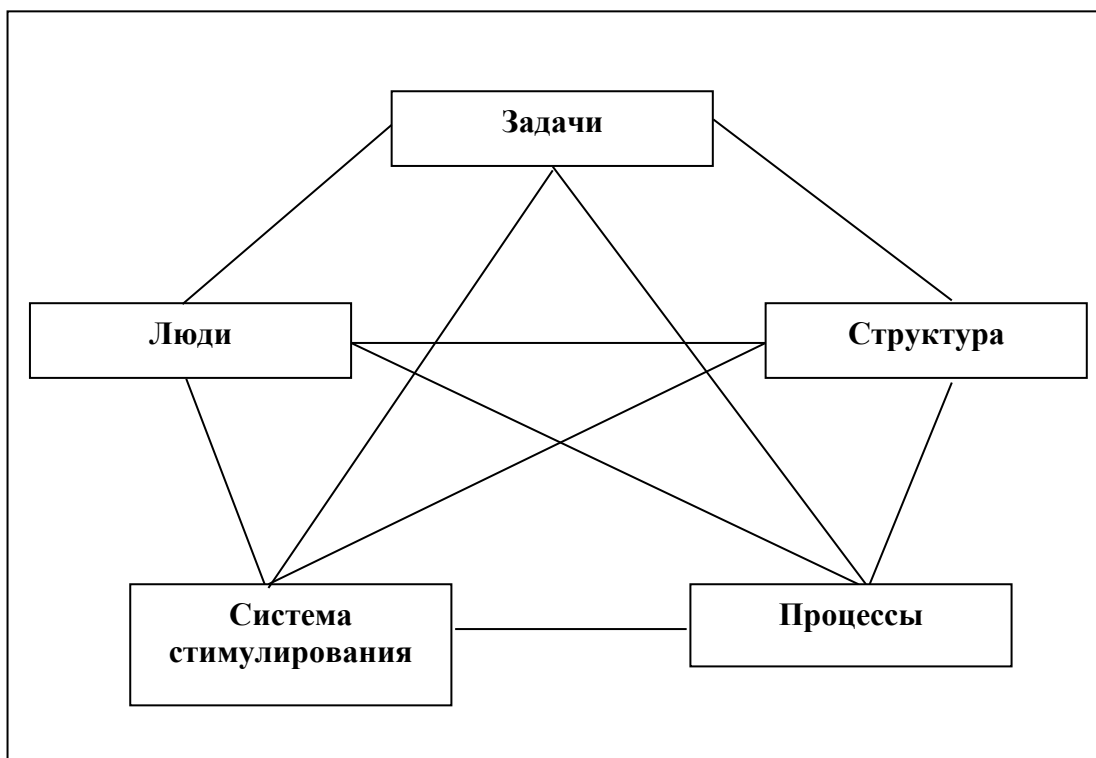 Задачи
Люди
Структура
Система
стимулирования
Процессы